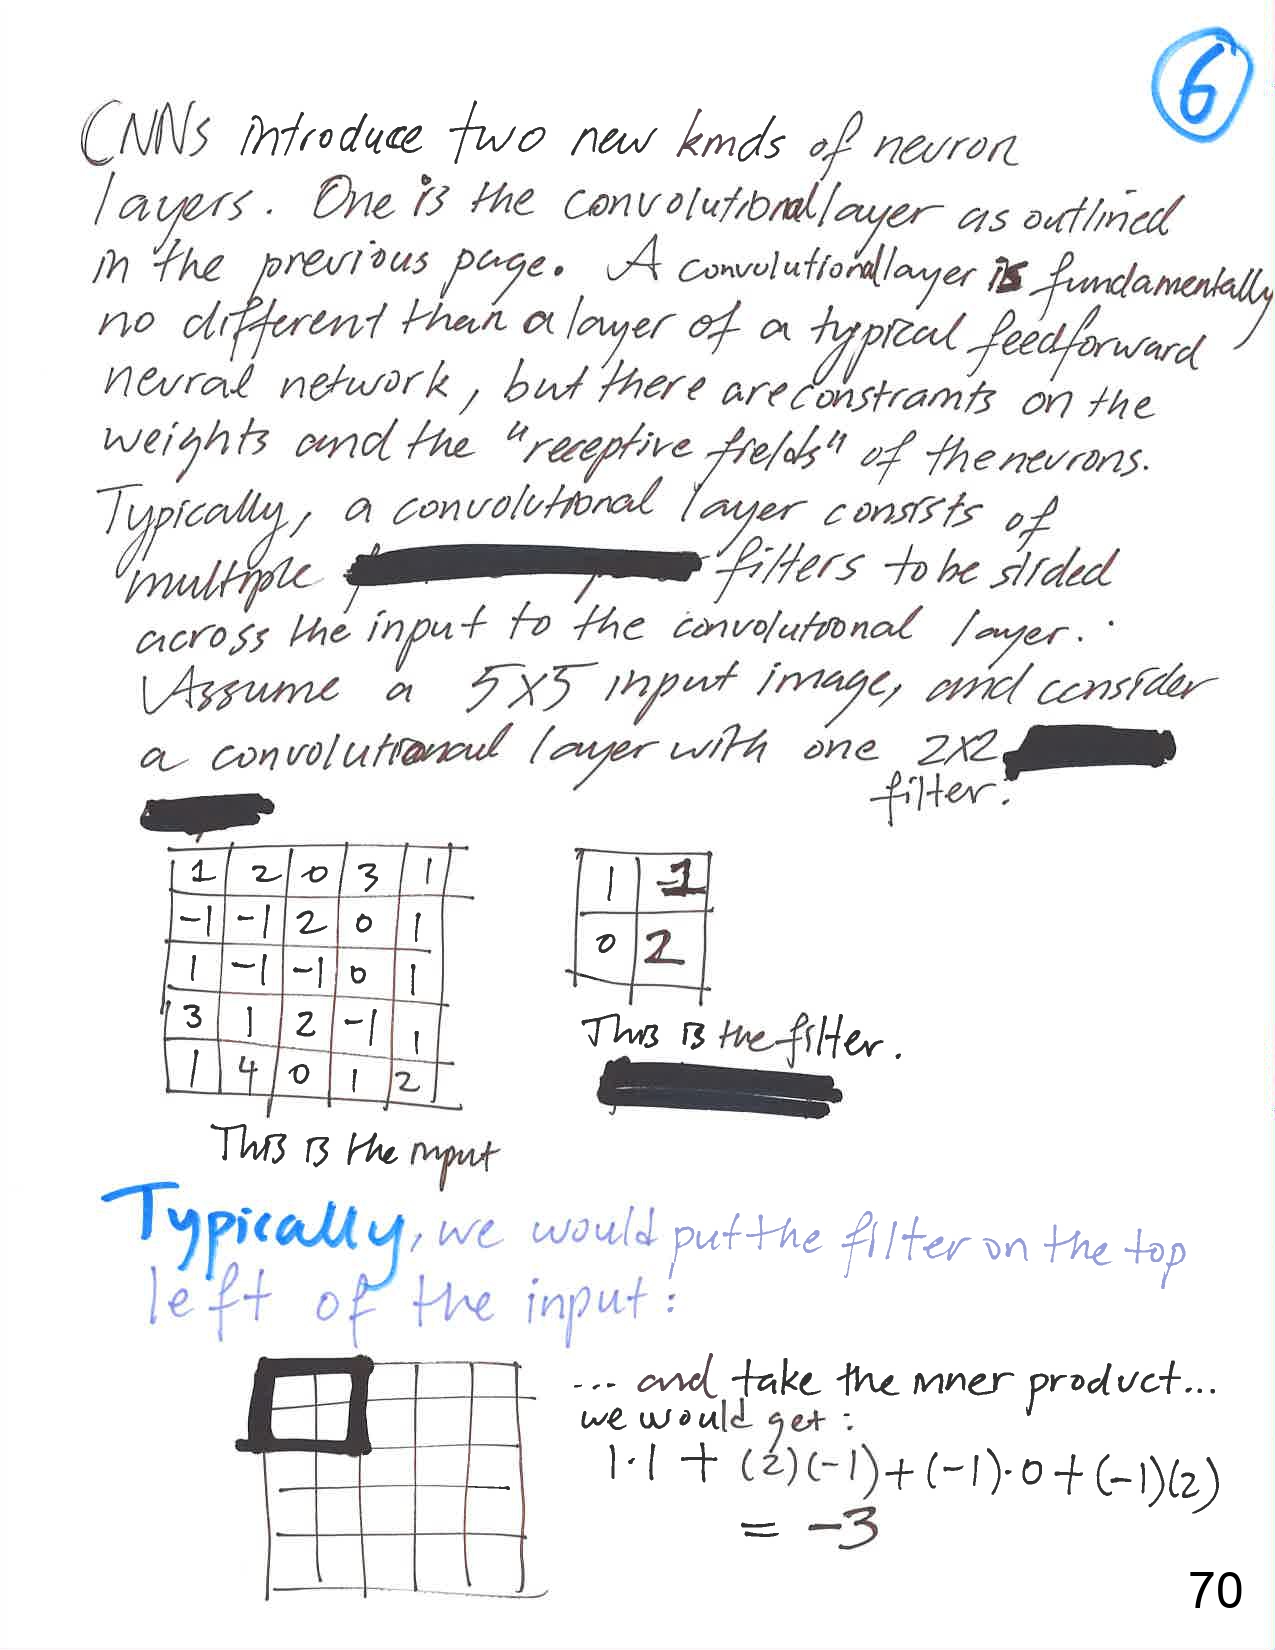 6
CNNs introduce two new kinds of neuron
layers. One is the convolutional layer as outlined
in the previous page. A convolutional layer is fundamentally
no different than a layer of a typical feedforward
neural network, but there are constraints on the
weights and the "receptive fields" of the neurons.
Typically, a convolutional layer consists of
multiple filters to be slided
across the input to the convolutional layer.
Assume a 5x5 input image, and consider
a convolutional layer with one 2x2
filter.
1 2 0 3 1
-1 -1 2 0 1
1 -1 -1 0 1
3 1 2 -1 1
1 4 0 1 2
This is the input
1 -1
0 2
This is the filter.
Typically, we would put the filter on the top
left of the input:
... and take the inner product...
we would get:
1·1 + (2)(-1) + (-1)·0 + (-1)(2)
= -3
70